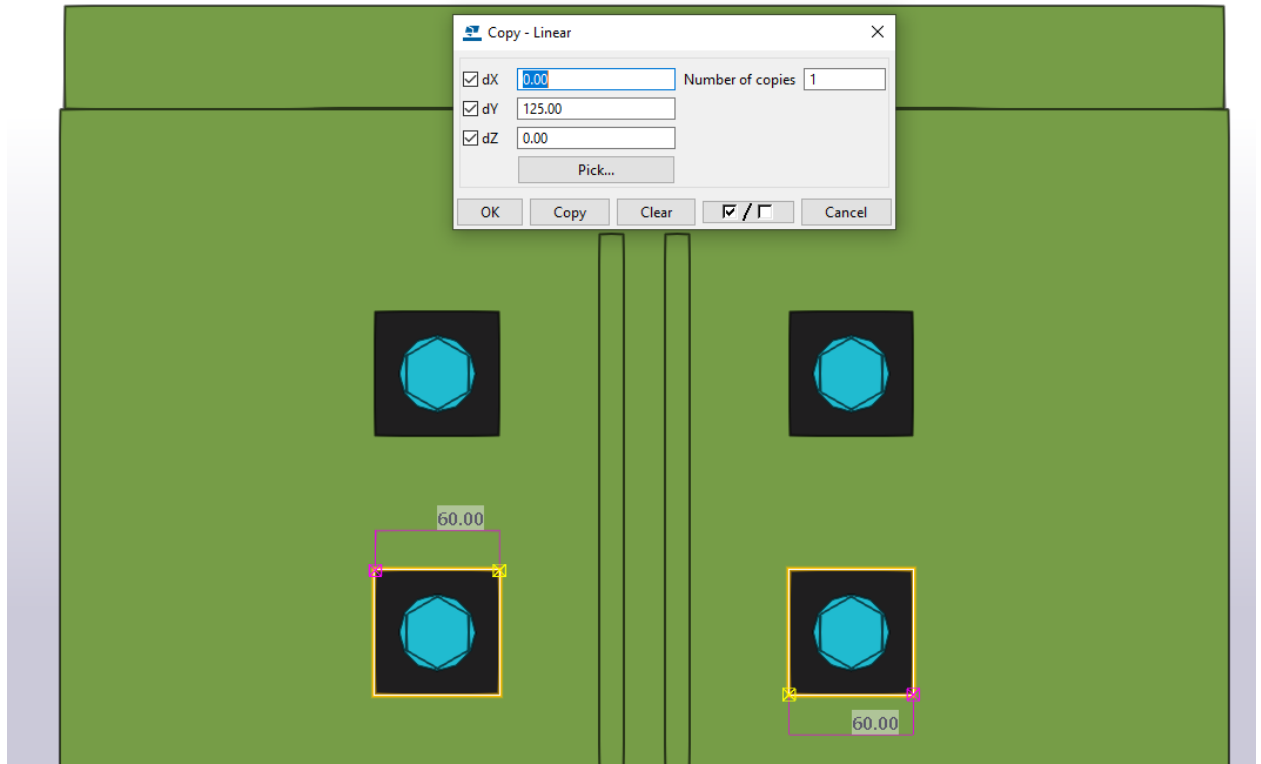 Copy - Linear
dX 0.00 Number of copies 1
dY 125.00
dZ 0.00
Pick...
OK Copy Clear / Cancel
60.00
60.00